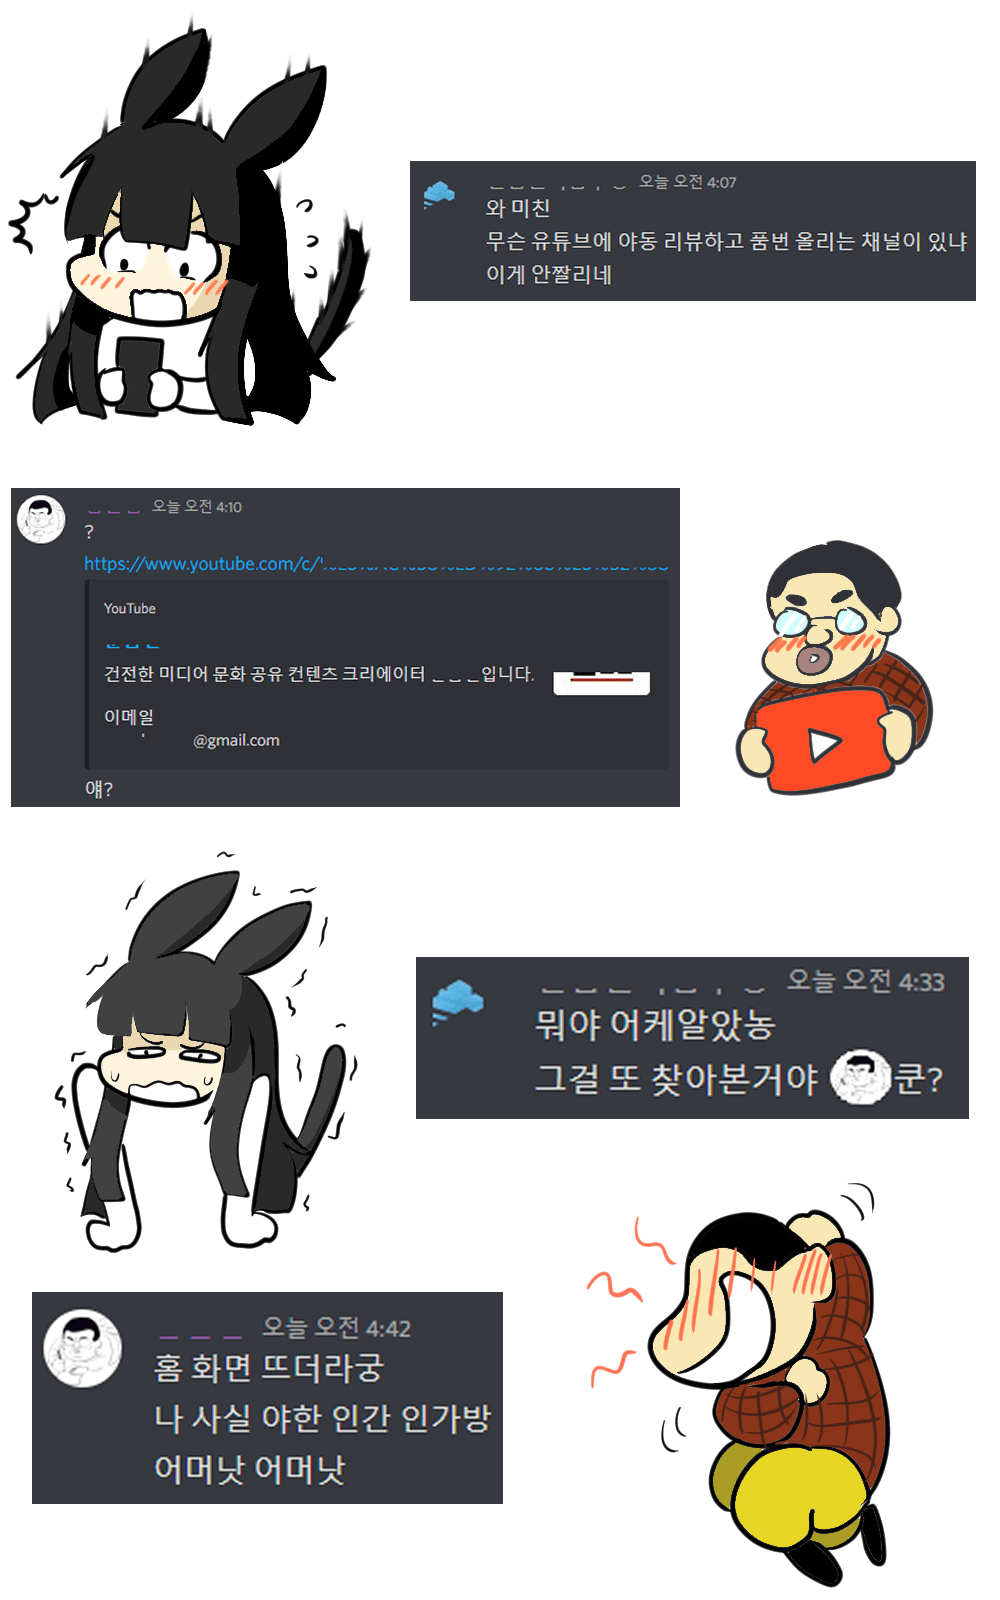 오늘 오전 4:07
와 미친
무슨 유튜브에 야동 리뷰하고 품번 올리는 채널이 있냐
이게 안짤리네
오늘 오전 4:10
?
https://www.youtube.com/c/
YouTube
건전한 미디어 문화 공유 컨텐츠 크리에이터 입니다.
이메일
@gmail.com
얘?
오늘 오전 4:33
뭐야 어케알았농
그걸 또 찾아본거야 쿤?
오늘 오전 4:42
홈 화면 뜨더라궁
나 사실 야한 인간 인가방
어머낫 어머낫